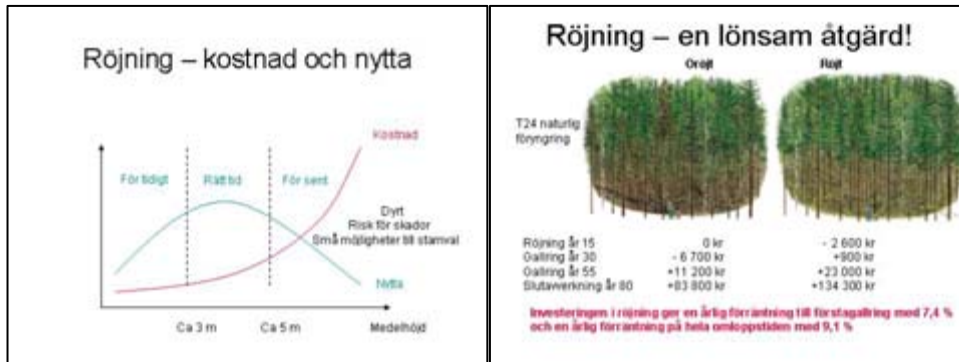 Röjning – kostnad och nytta
Kostnad
För tidigt
Rätt tid
För sent
Dyrt
Risk för skador
Små möjligheter till stamval
Nytta
Ca 3 m
Ca 5 m
Medelhöjd
Röjning – en lönsam åtgärd!
Oröjt
Röjt
T24 naturlig
föryngring
Röjning år 15 0 kr - 2 600 kr
Gallring år 30 - 6 700 kr +900 kr
Gallring år 55 +11 200 kr +23 000 kr
Slutavverkning år 80 +83 800 kr +134 300 kr
Investeringen i röjning ger en årlig förräntning till förstagallring med 7,4 %
och en årlig förräntning på hela omloppstiden med 9,1 %